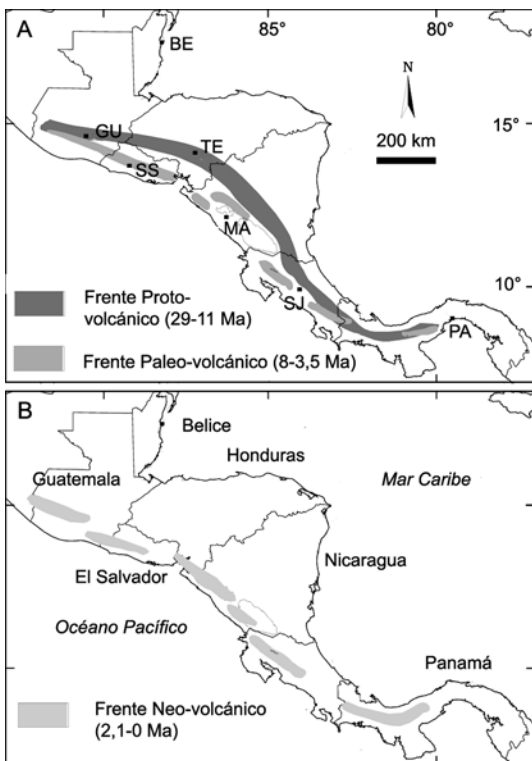 A
85°
80°
BE
N
200 km
15°
GU
TE
SS
MA
10°
SJ
PA
Frente Proto-
volcánico (29-11 Ma)
Frente Paleo-volcánico (8-3,5 Ma)
B
Belice
Honduras
Mar Caribe
Guatemala
Nicaragua
El Salvador
Océano Pacífico
Panamá
Frente Neo-volcánico
(2,1-0 Ma)